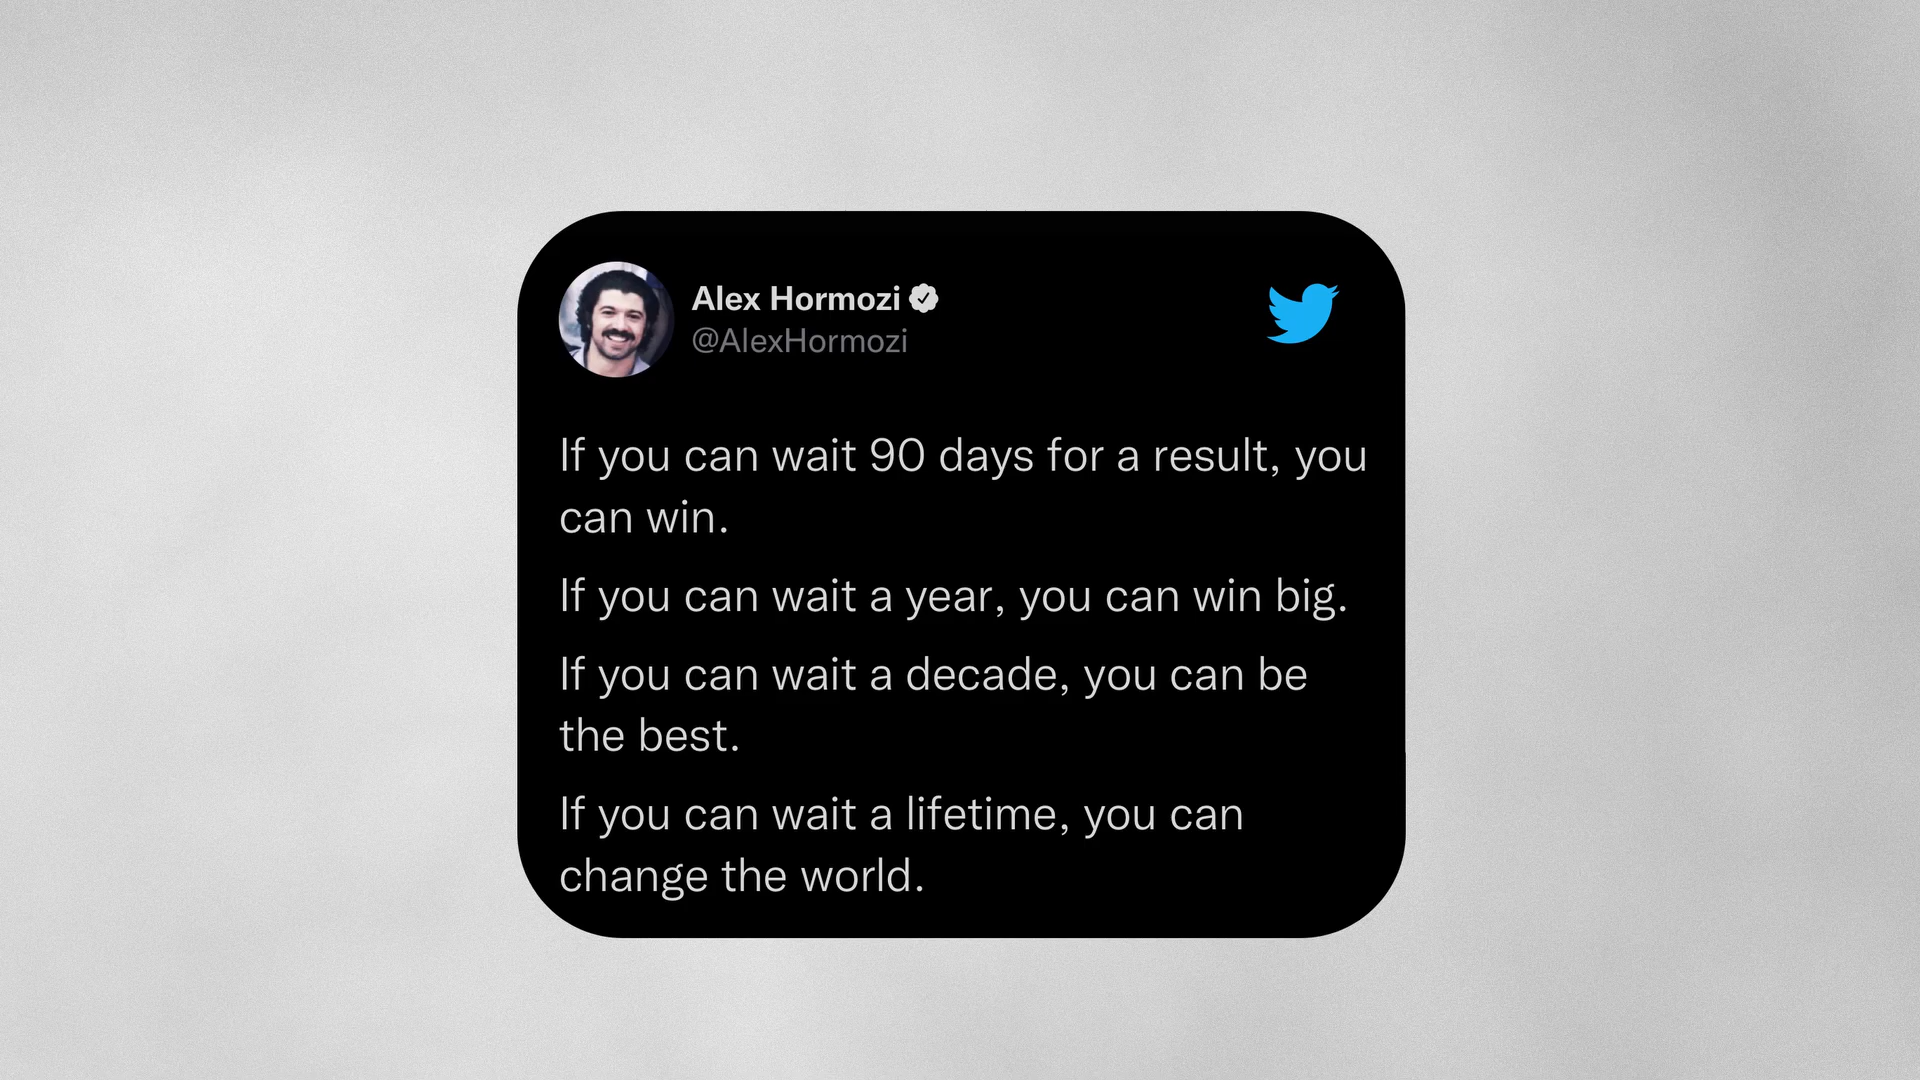 Alex Hormozi
@AlexHormozi
If you can wait 90 days for a result, you
can win.
If you can wait a year, you can win big.
If you can wait a decade, you can be
the best.
If you can wait a lifetime, you can
change the world.